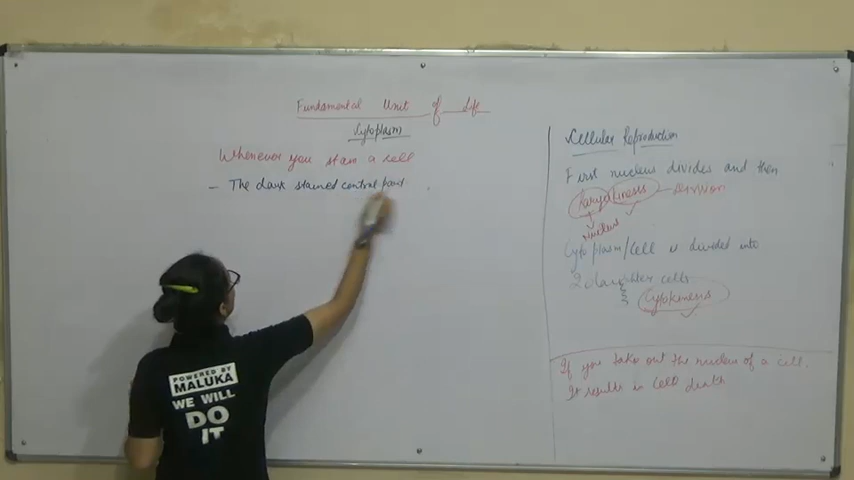 Fundamental Unit of Life
Cytoplasm
Whenever you stain a cell
- The dark stained central part
Cellular Reproduction
First nucleus divides and then
Karyokinesis - division
nucleus
Cytoplasm/cell is divided into
2 daughter cells
Cytokinesis
If you take out the nucleus of a cell.
It results in cell death
POWERED BY
MALUKA
WE WILL
DO
IT